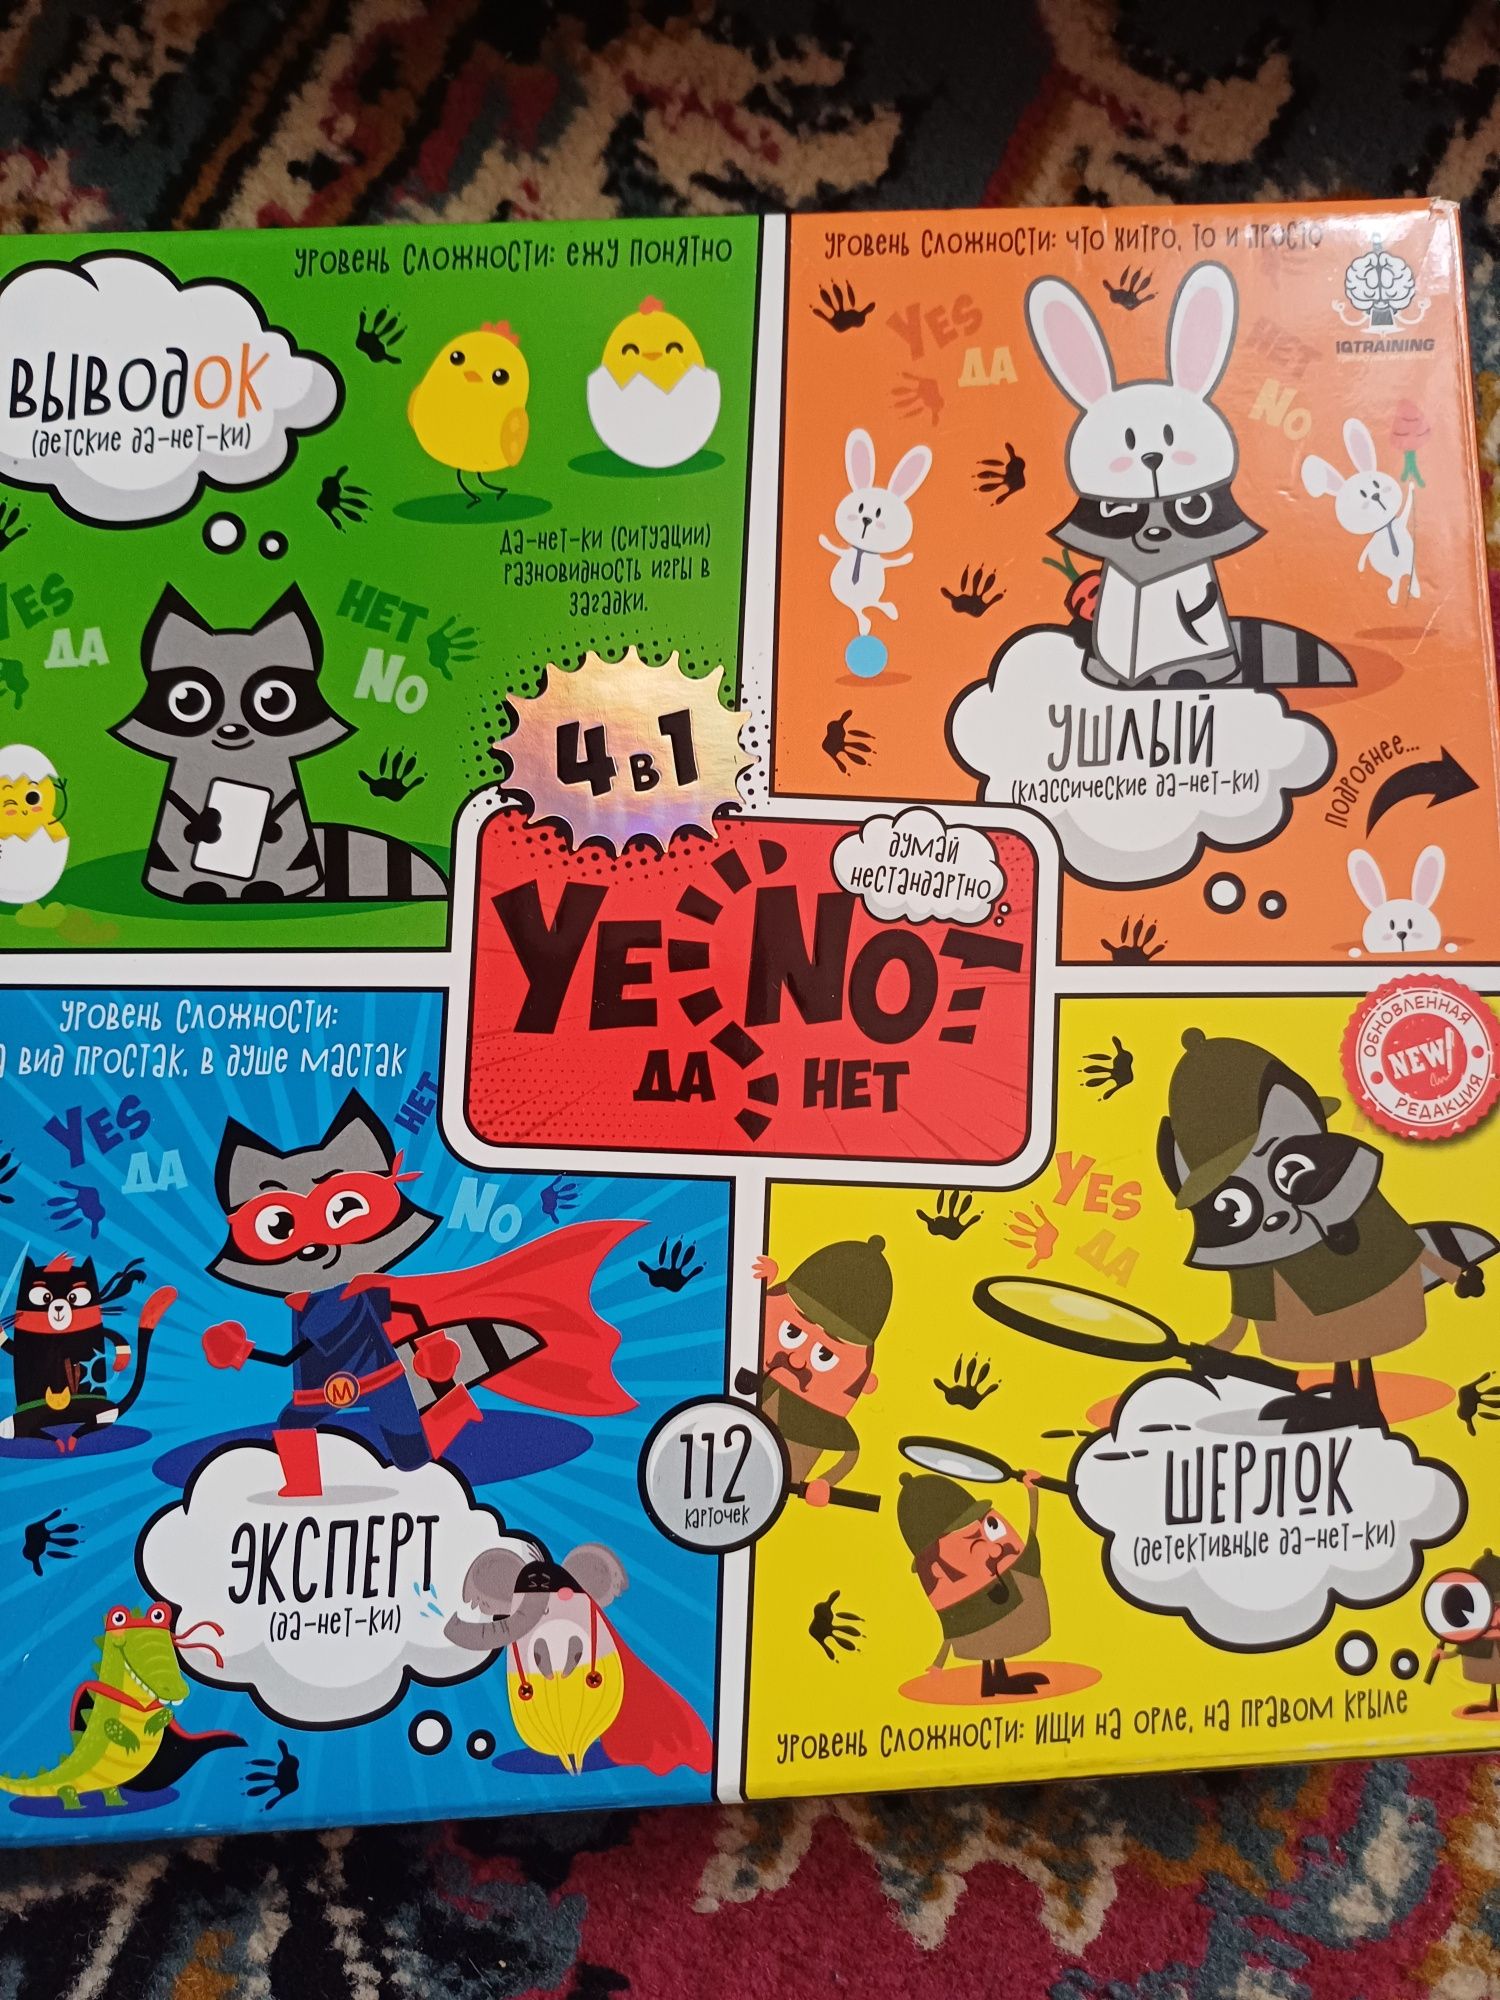 УРОВЕНЬ СЛОЖНОСТИ: ЕЖУ ПОНЯТНО
ВЫВОДОК
(ДЕТСКИЕ ДА-НЕТ-КИ)
ДА-НЕТ-КИ (СИТУАЦИИ)
РАЗНОВИДНОСТЬ ИГРЫ В
ЗАГАДКИ.
YES
ДА
НЕТ
NO
УРОВЕНЬ СЛОЖНОСТИ: ЧТО ХИТРО, ТО И ПРОСТО
IQTRAINING
YES
ДА
НЕТ
NO
УШЛЫЙ
(КЛАССИЧЕСКИЕ ДА-НЕТ-КИ)
ПОДРОБНЕЕ...
4 В 1
ДУМАЙ
НЕСТАНДАРТНО
YE NO
ДА НЕТ
УРОВЕНЬ СЛОЖНОСТИ:
ВИД ПРОСТАК, В ДУШЕ МАСТАК
YES
ДА
НЕТ
NO
M
ЭКСПЕРТ
(ДА-НЕТ-КИ)
112
КАРТОЧЕК
ОБНОВЛЕННАЯ
NEW!
РЕДАКЦИЯ
YES
ДА
ШЕРЛОК
(ДЕТЕКТИВНЫЕ ДА-НЕТ-КИ)
УРОВЕНЬ СЛОЖНОСТИ: ИЩИ НА ОРЛЕ, НА ПРАВОМ КРЫЛЕ